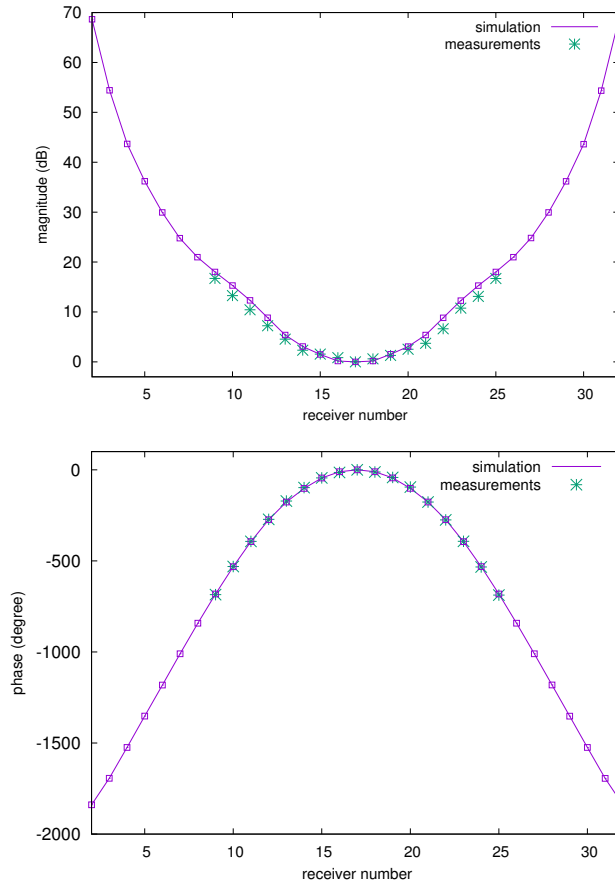 70
60
50
40
30
20
10
0
magnitude (dB)
simulation
measurements
5 10 15 20 25 30
receiver number
0
-500
-1000
-1500
-2000
phase (degree)
simulation
measurements
5 10 15 20 25 30
receiver number